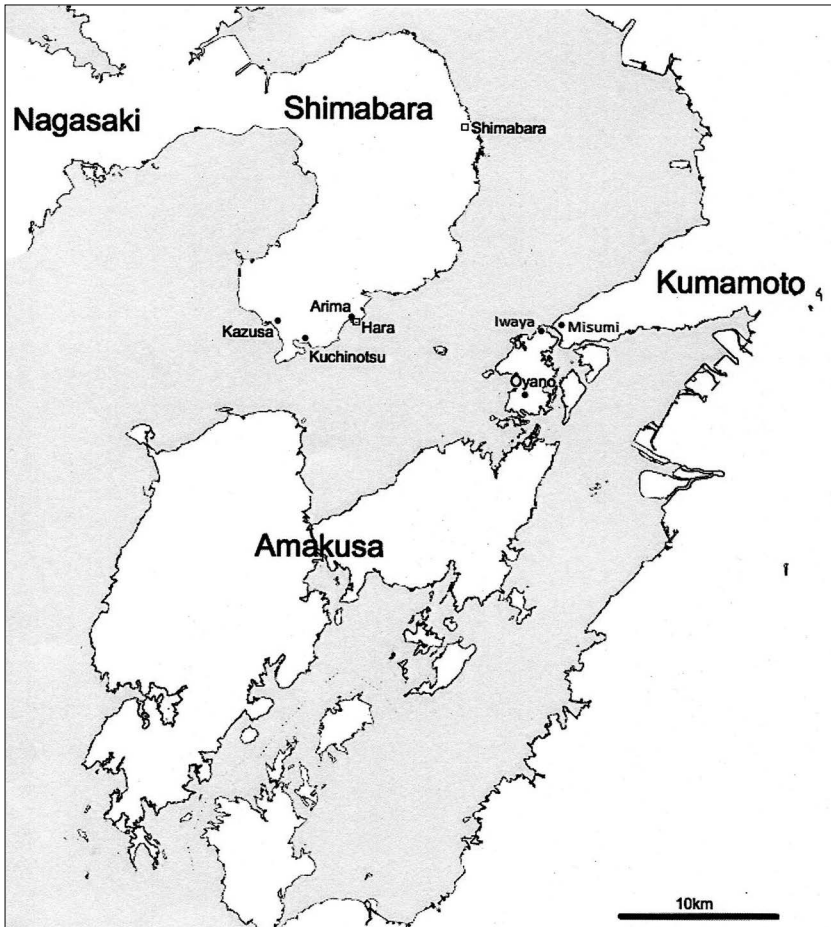 Nagasaki
Shimabara
Shimabara
Kumamoto
Arima
Hara
Kazusa
Kuchinotsu
Iwaya
Misumi
Oyano
Amakusa
10km